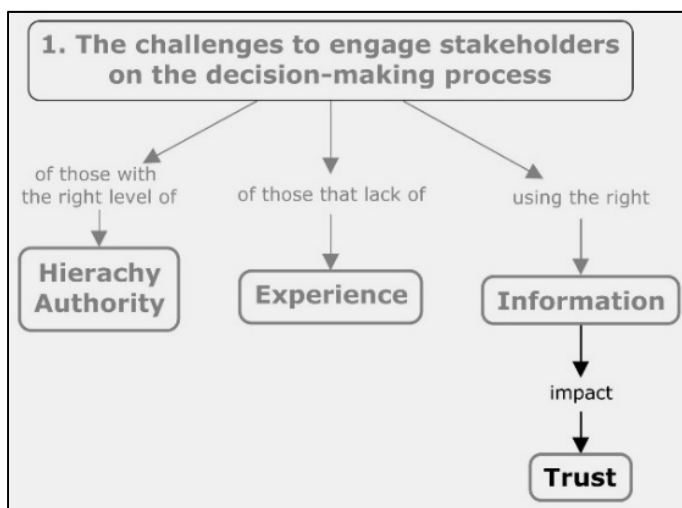 1. The challenges to engage stakeholders
on the decision-making process
of those with
the right level of
of those that lack of
using the right
Hierachy
Authority
Experience
Information
impact
Trust